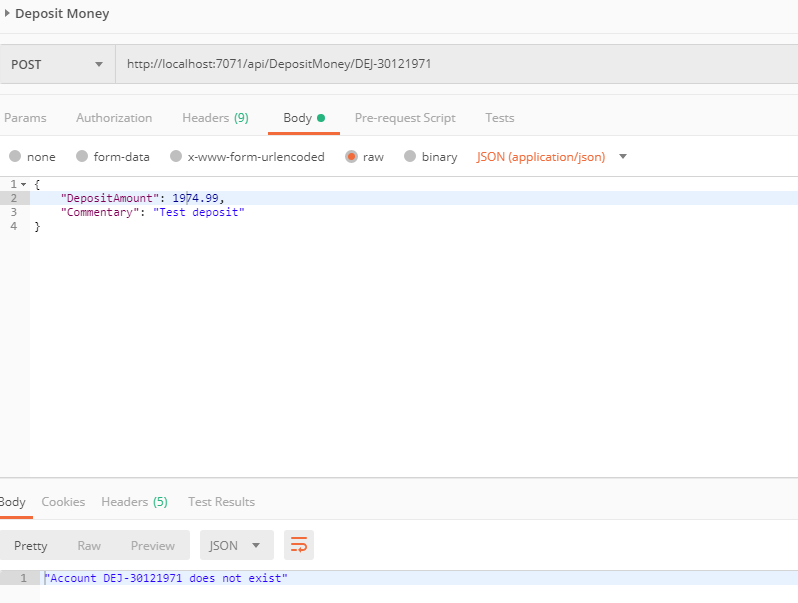 Deposit Money
POST http://localhost:7071/api/DepositMoney/DEJ-30121971
Params Authorization Headers (9) Body Pre-request Script Tests
none form-data x-www-form-urlencoded raw binary JSON (application/json)
1 {
2 "DepositAmount": 1974.99,
3 "Commentary": "Test deposit"
4 }
Body Cookies Headers (5) Test Results
Pretty Raw Preview JSON
1 "Account DEJ-30121971 does not exist"